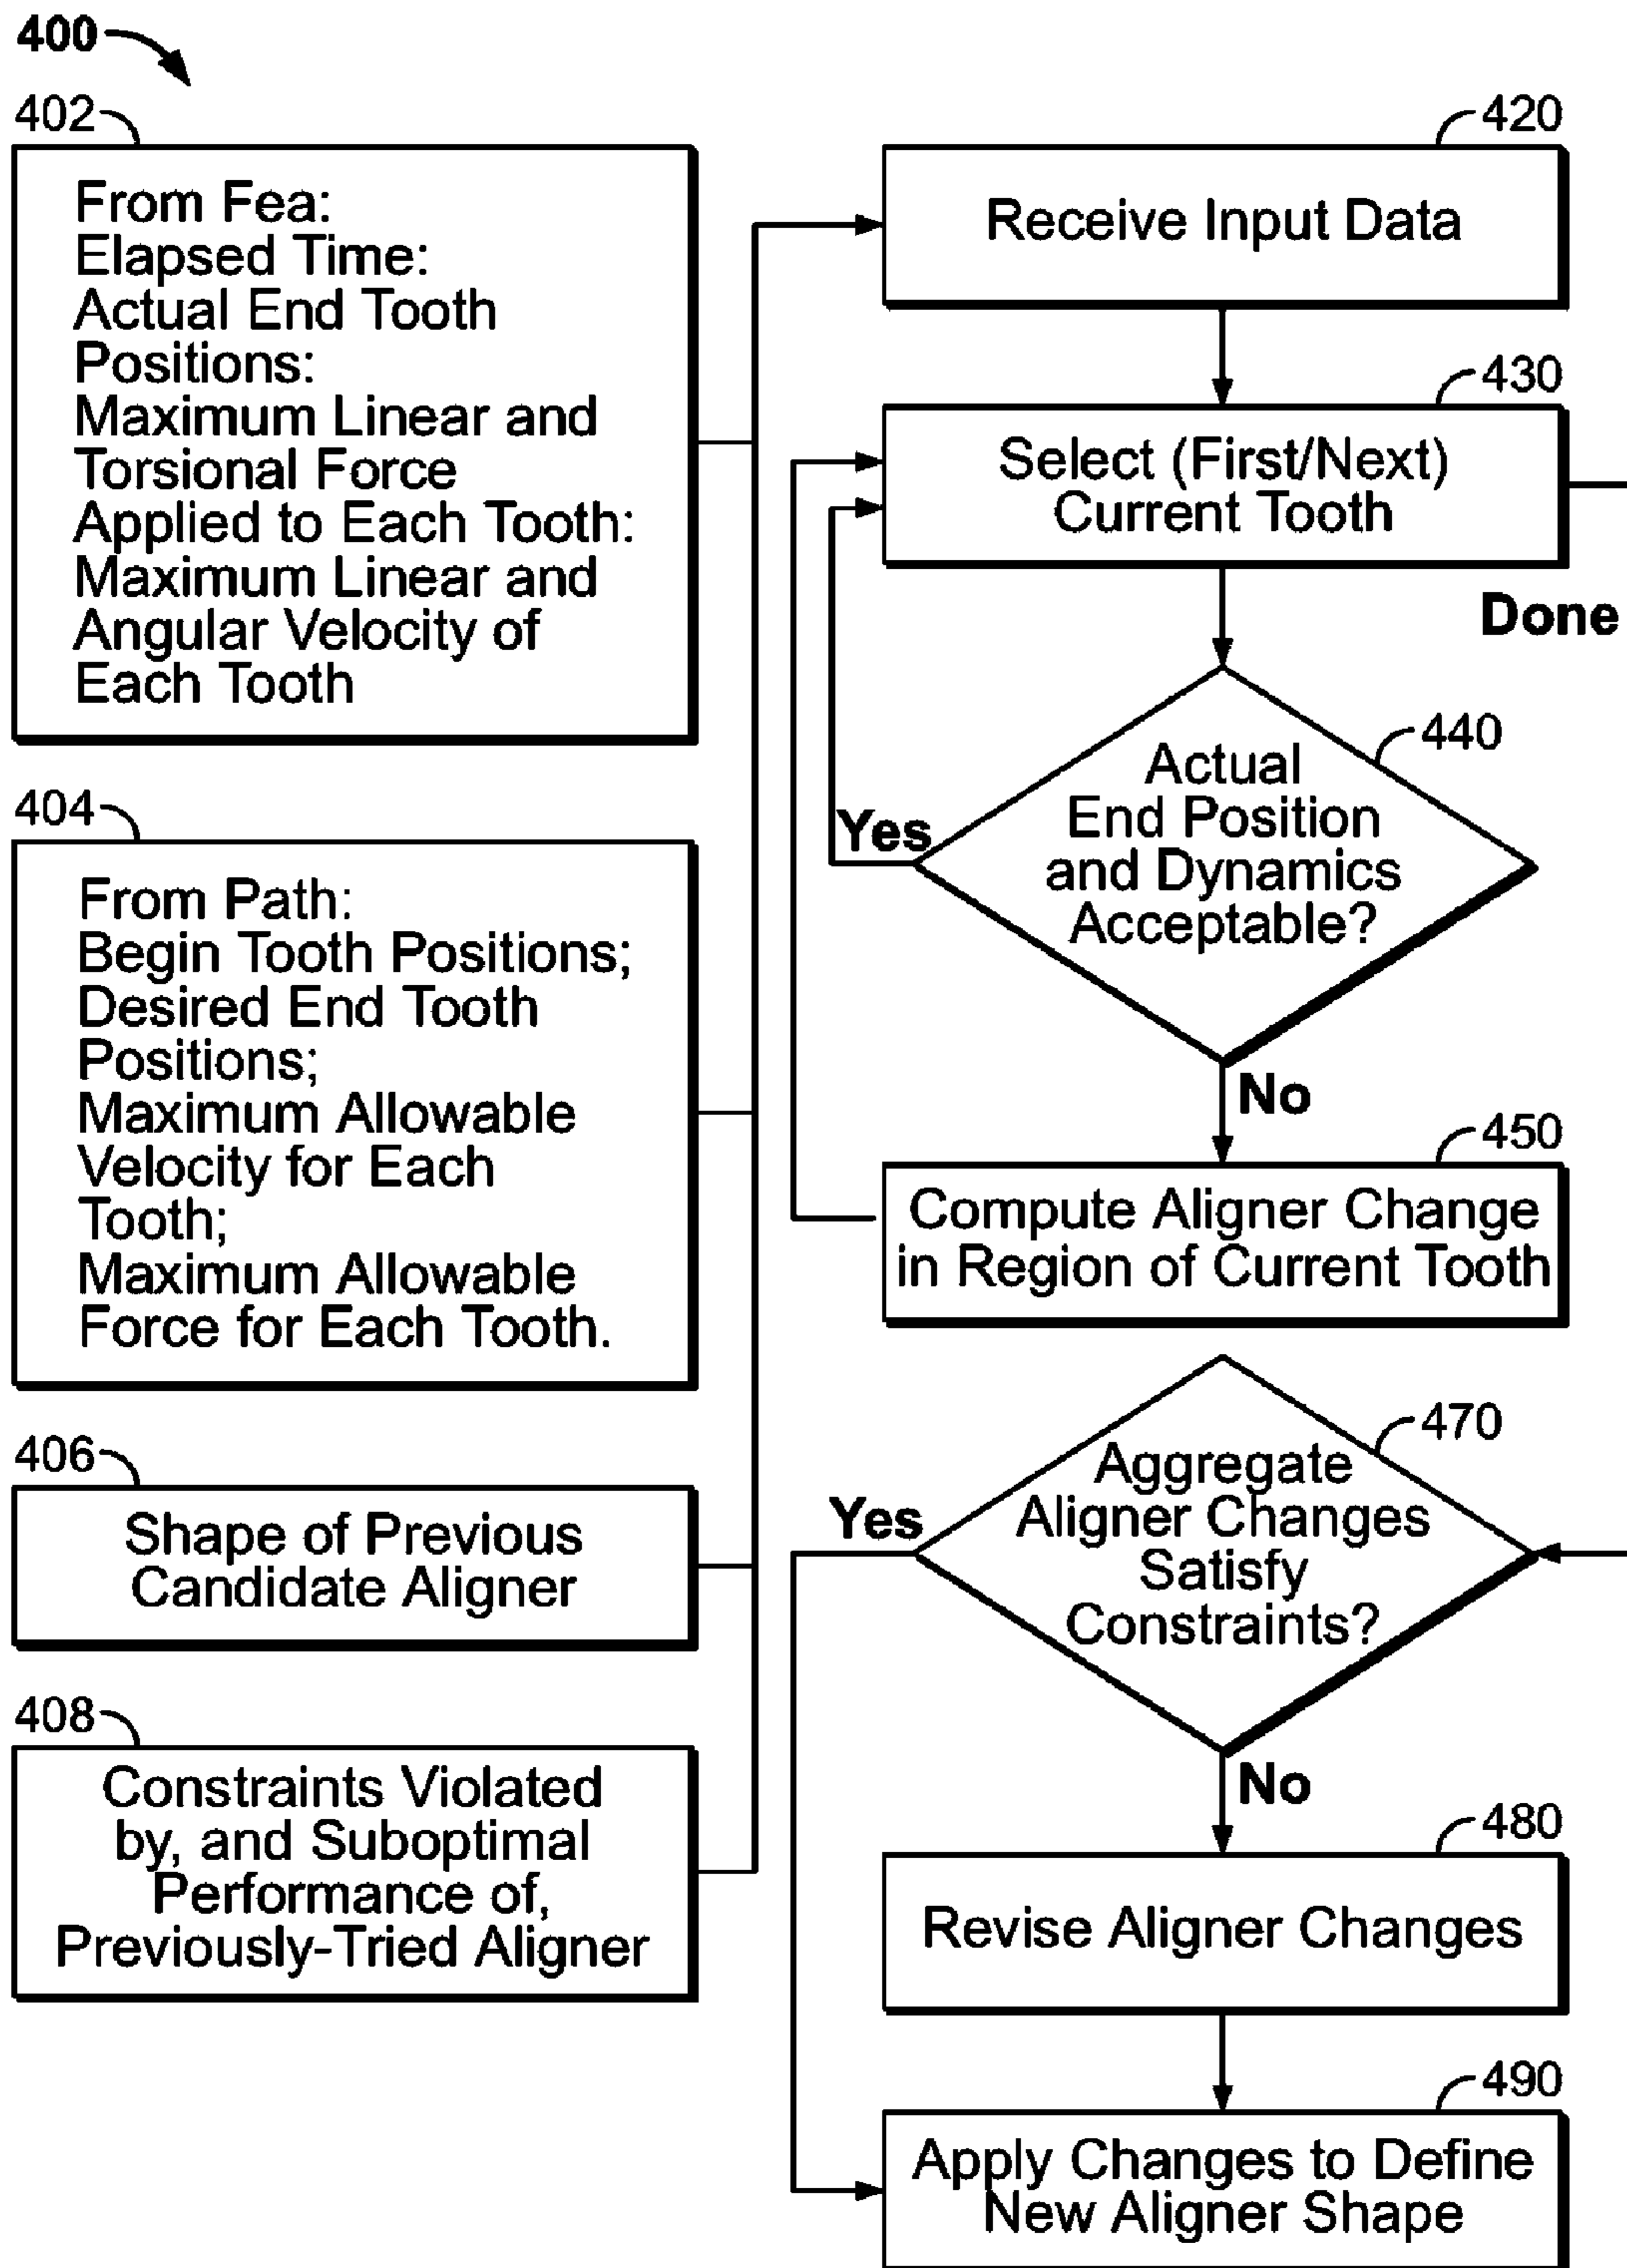 400
402
From Fea:
Elapsed Time:
Actual End Tooth
Positions:
Maximum Linear and
Torsional Force
Applied to Each Tooth:
Maximum Linear and
Angular Velocity of
Each Tooth
404
From Path:
Begin Tooth Positions;
Desired End Tooth
Positions;
Maximum Allowable
Velocity for Each
Tooth;
Maximum Allowable
Force for Each Tooth.
406
Shape of Previous
Candidate Aligner
408
Constraints Violated
by, and Suboptimal
Performance of,
Previously-Tried Aligner
420
Receive Input Data
430
Select (First/Next)
Current Tooth
Done
440
Actual
End Position
and Dynamics
Acceptable?
Yes
No
450
Compute Aligner Change
in Region of Current Tooth
470
Aggregate
Aligner Changes
Satisfy
Constraints?
Yes
No
480
Revise Aligner Changes
490
Apply Changes to Define
New Aligner Shape